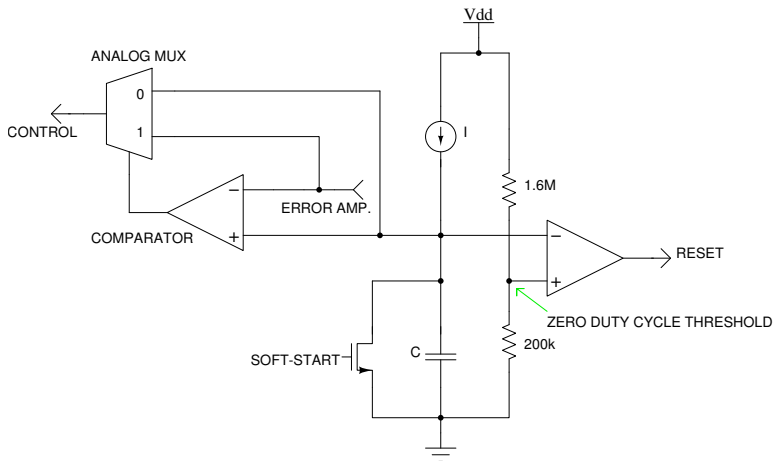 Vdd
ANALOG MUX
0
CONTROL
1
I
1.6M
−
ERROR AMP.
COMPARATOR
+
−
RESET
+
ZERO DUTY CYCLE THRESHOLD
200k
SOFT-START
C